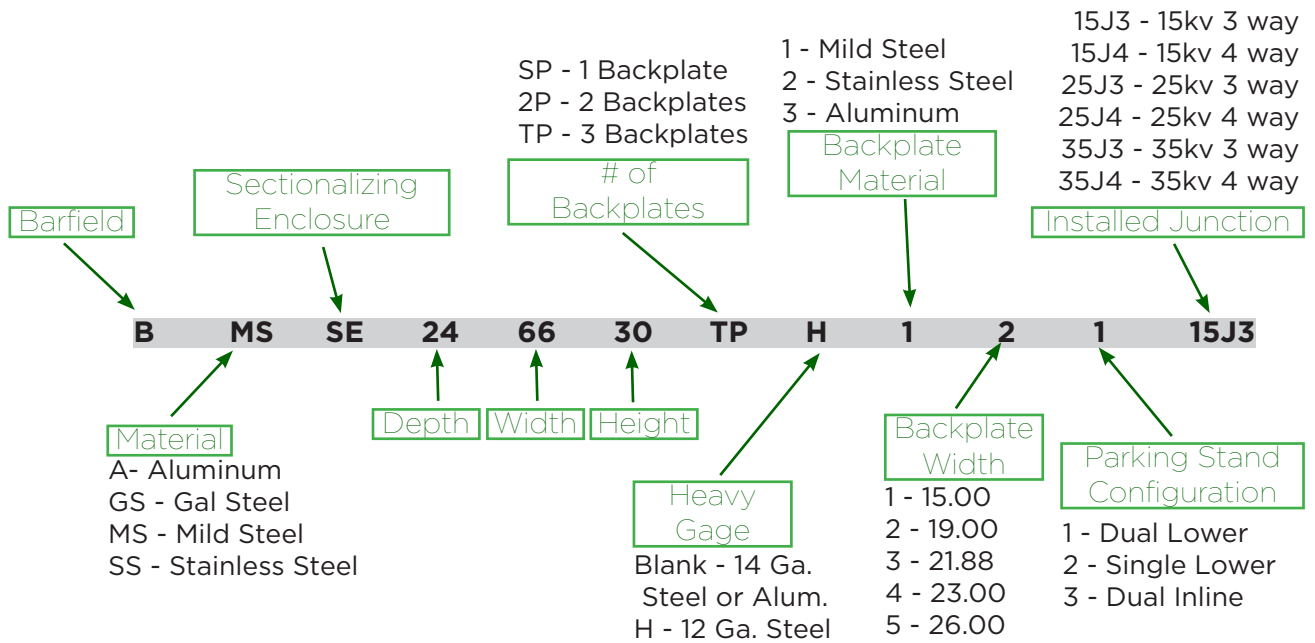 15J3 - 15kv 3 way
15J4 - 15kv 4 way
25J3 - 25kv 3 way
25J4 - 25kv 4 way
35J3 - 35kv 3 way
35J4 - 35kv 4 way
Installed Junction
1 - Mild Steel
2 - Stainless Steel
3 - Aluminum
Backplate
Material
SP - 1 Backplate
2P - 2 Backplates
TP - 3 Backplates
# of
Backplates
Sectionalizing
Enclosure
Barfield
B MS SE 24 66 30 TP H 1 2 1 15J3
Material
A- Aluminum
GS - Gal Steel
MS - Mild Steel
SS - Stainless Steel
Depth
Width
Height
Heavy
Gage
Blank - 14 Ga.
Steel or Alum.
H - 12 Ga. Steel
Backplate
Width
1 - 15.00
2 - 19.00
3 - 21.88
4 - 23.00
5 - 26.00
Parking Stand
Configuration
1 - Dual Lower
2 - Single Lower
3 - Dual Inline